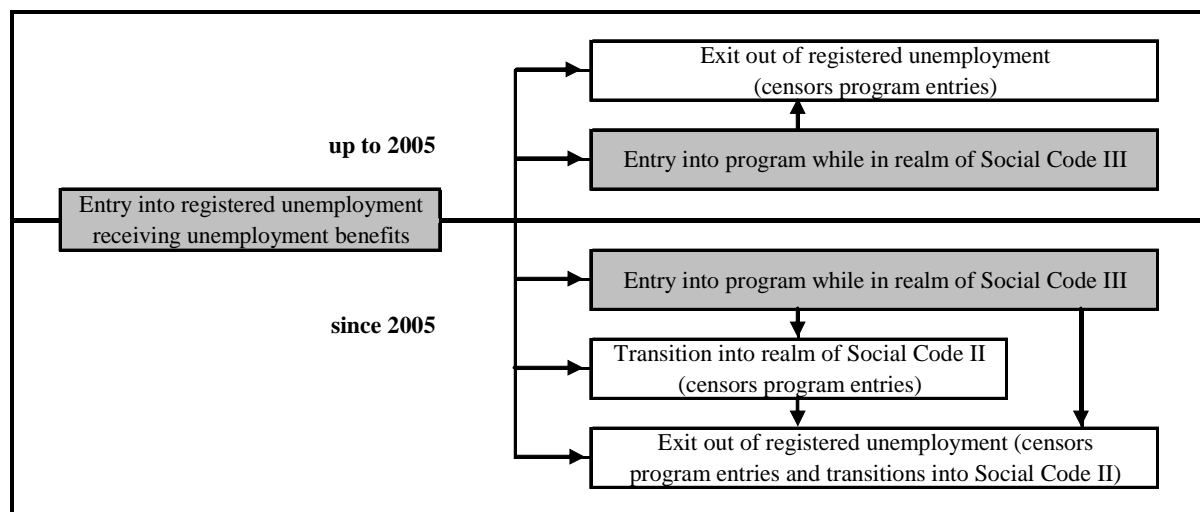 Exit out of registered unemployment
(censors program entries)
up to 2005
Entry into program while in realm of Social Code III
Entry into registered unemployment
receiving unemployment benefits
Entry into program while in realm of Social Code III
since 2005
Transition into realm of Social Code II
(censors program entries)
Exit out of registered unemployment (censors
program entries and transitions into Social Code II)